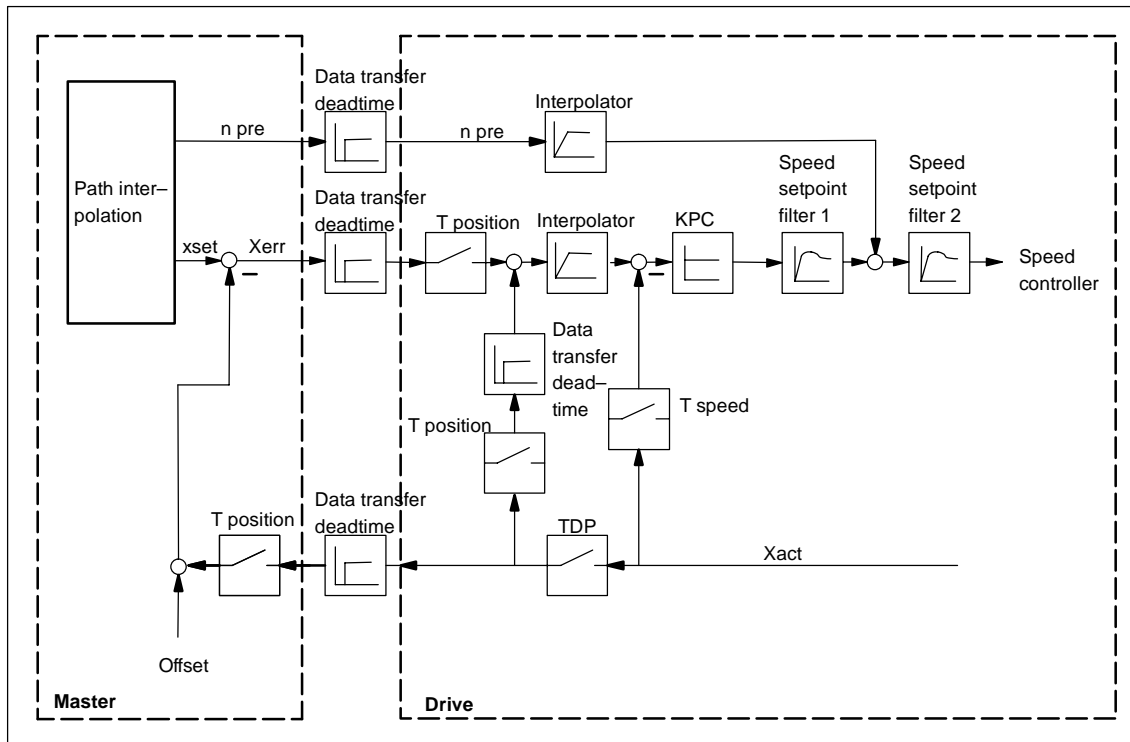 Data transfer
deadtime
Interpolator
n pre
n pre
Path inter–
polation
Speed
setpoint
filter 1
Speed
setpoint
filter 2
Data transfer
deadtime
T position
Interpolator
KPC
xset
Xerr
Speed
controller
Data
transfer
dead–
time
T speed
T position
T position
Data transfer
deadtime
TDP
Xact
Offset
Master
Drive